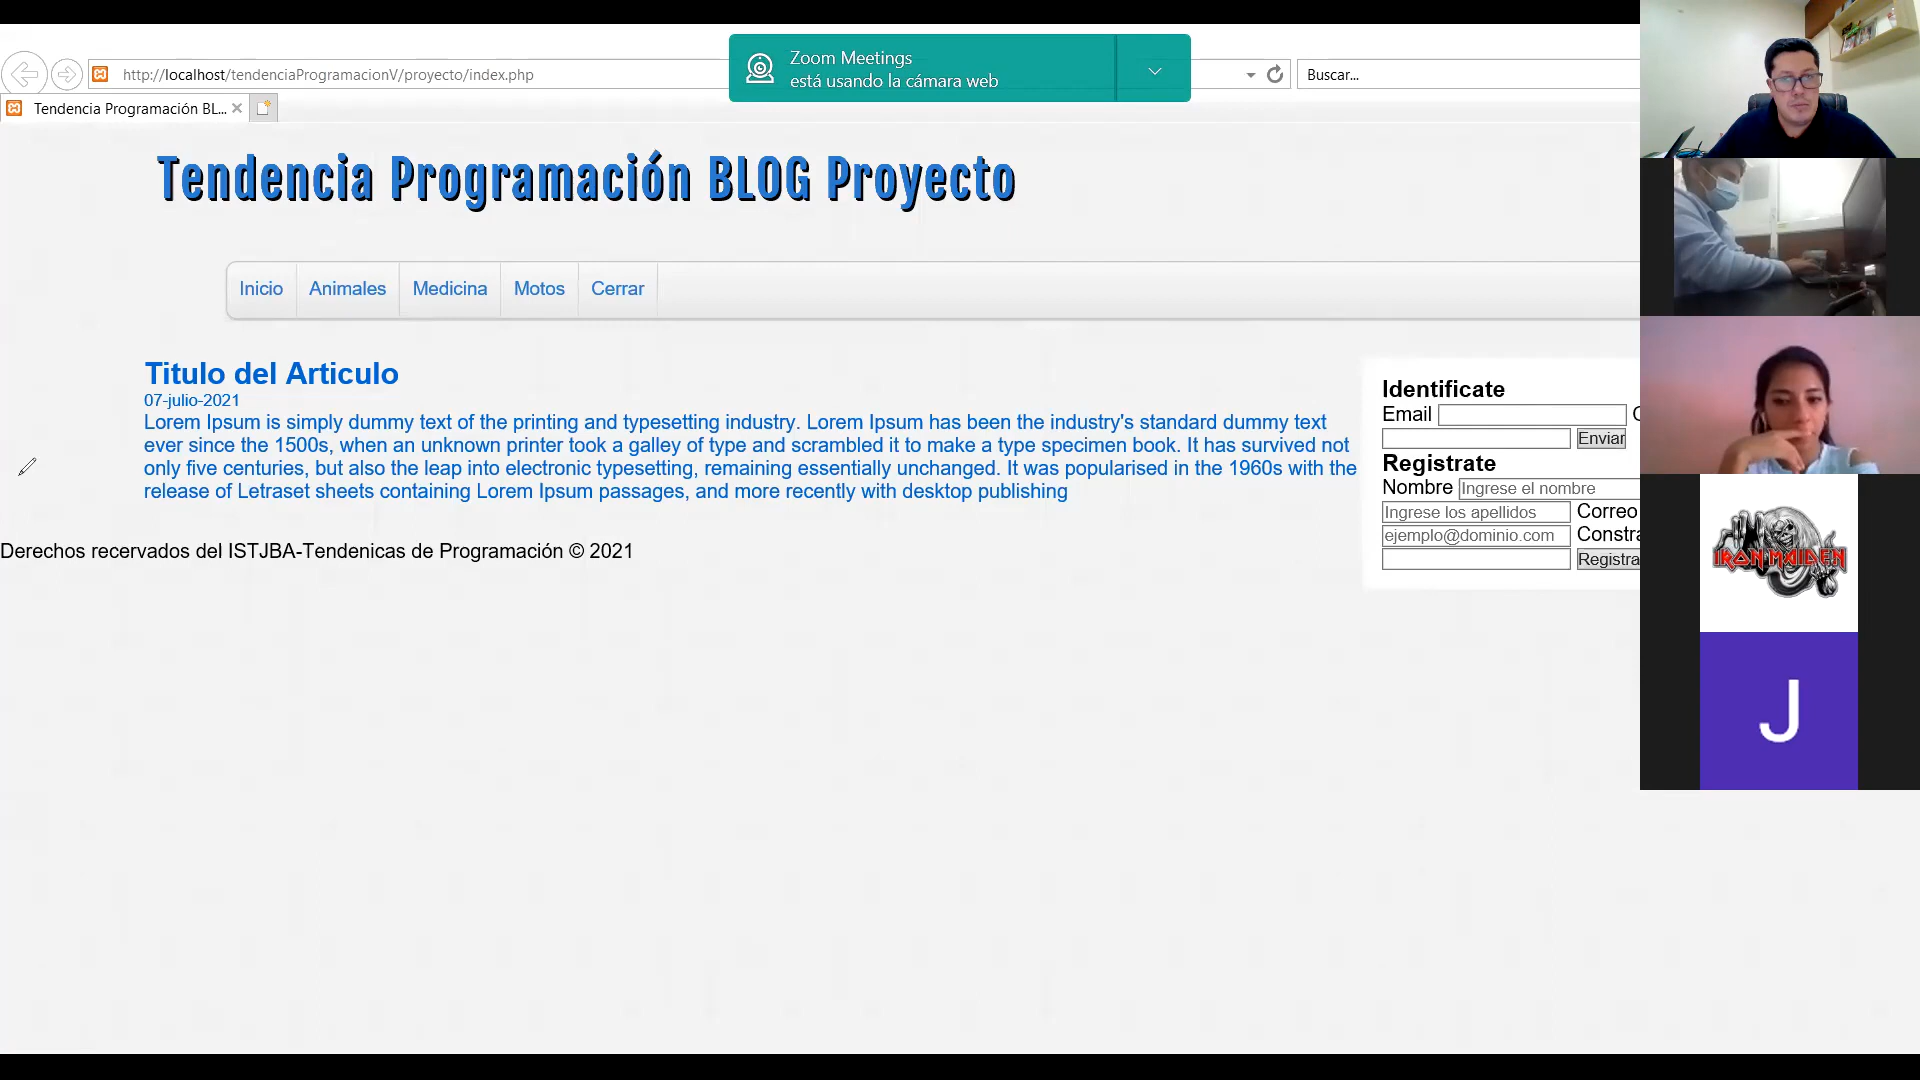 Zoom Meetings
está usando la cámara web
http://localhost/tendenciaProgramacionV/proyecto/index.php
Buscar...
Tendencia Programación BL...
Tendencia Programación BLOG Proyecto
Inicio Animales Medicina Motos Cerrar
Titulo del Articulo
07-julio-2021
Lorem Ipsum is simply dummy text of the printing and typesetting industry. Lorem Ipsum has been the industry's standard dummy text
ever since the 1500s, when an unknown printer took a galley of type and scrambled it to make a type specimen book. It has survived not
only five centuries, but also the leap into electronic typesetting, remaining essentially unchanged. It was popularised in the 1960s with the
release of Letraset sheets containing Lorem Ipsum passages, and more recently with desktop publishing
Identificate
Email C
Enviar
Registrate
Nombre Ingrese el nombre
Ingrese los apellidos Correo
ejemplo@dominio.com Constra
Registra
Derechos recervados del ISTJBA-Tendenicas de Programación © 2021
IRON MAIDEN
J